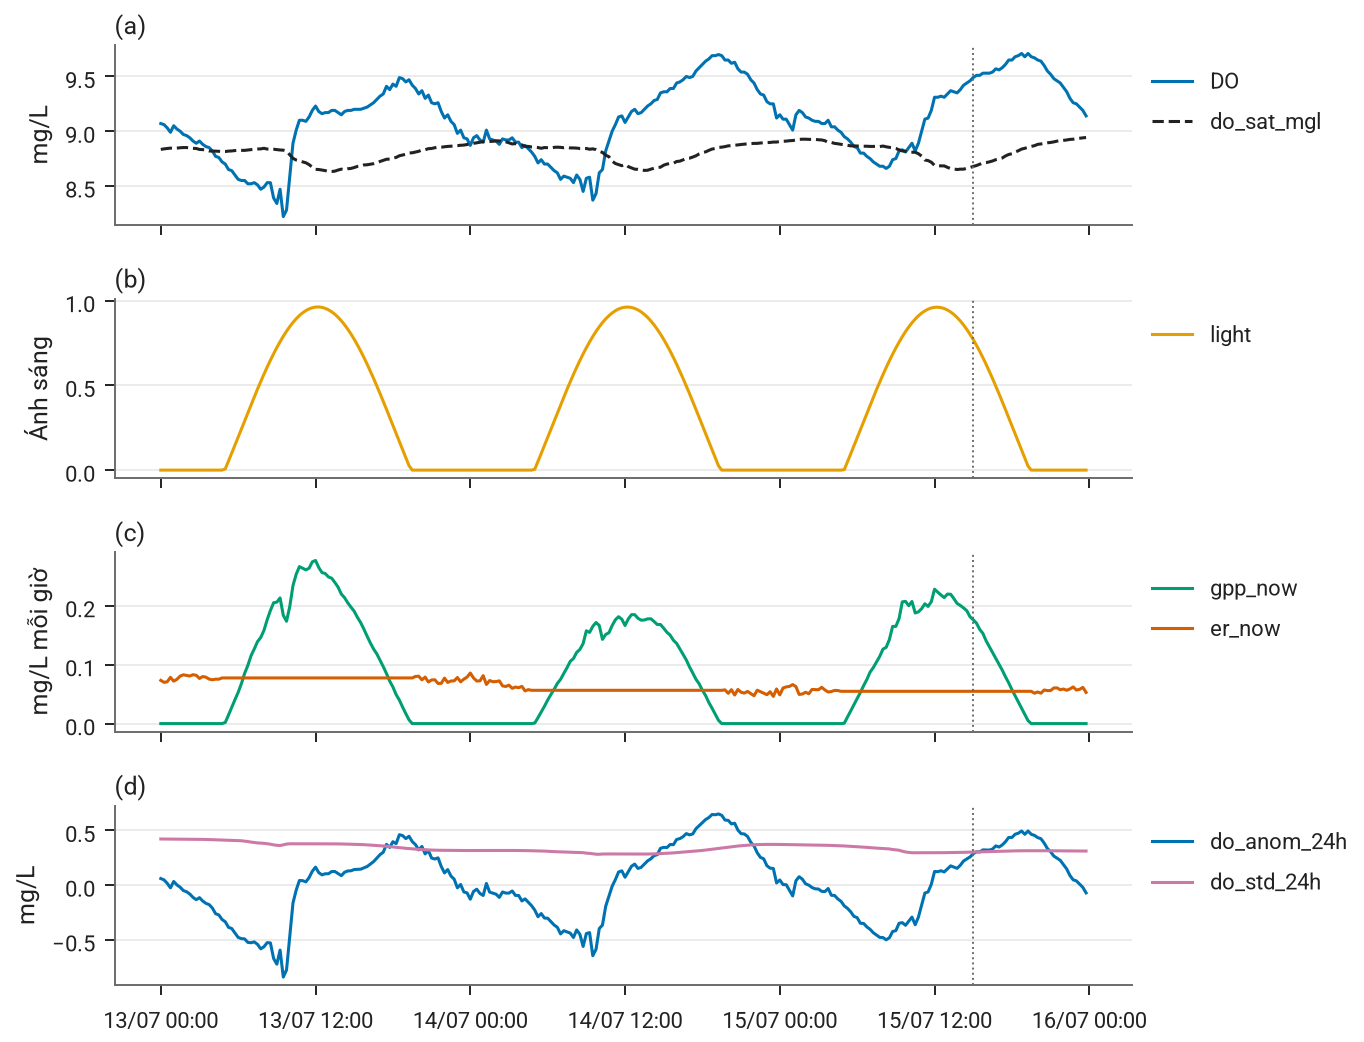 (a)
mg/L
9.5
9.0
8.5
DO
do_sat_mgl
(b)
Ánh sáng
1.0
0.5
0.0
light
(c)
mg/L mỗi giờ
0.2
0.1
0.0
gpp_now
er_now
(d)
mg/L
0.5
0.0
−0.5
do_anom_24h
do_std_24h
13/07 00:00 13/07 12:00 14/07 00:00 14/07 12:00 15/07 00:00 15/07 12:00 16/07 00:00